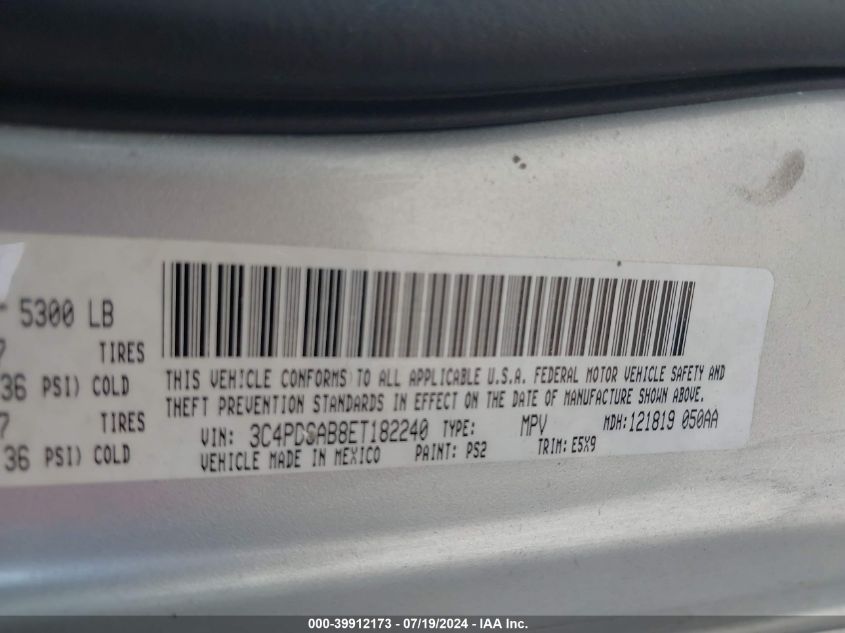 5300 LB
7 TIRES
36 PSI) COLD
7 TIRES
36 PSI) COLD
THIS VEHICLE CONFORMS TO ALL APPLICABLE U.S.A. FEDERAL MOTOR VEHICLE SAFETY AND
THEFT PREVENTION STANDARDS IN EFFECT ON THE DATE OF MANUFACTURE SHOWN ABOVE.
VIN: 3C4PDCAB8ET182240 TYPE: MPV MDH:121819 050AA
VEHICLE MADE IN MEXICO PAINT: PS2 TRIM: E5X9
000-39912173 - 07/19/2024 - IAA Inc.